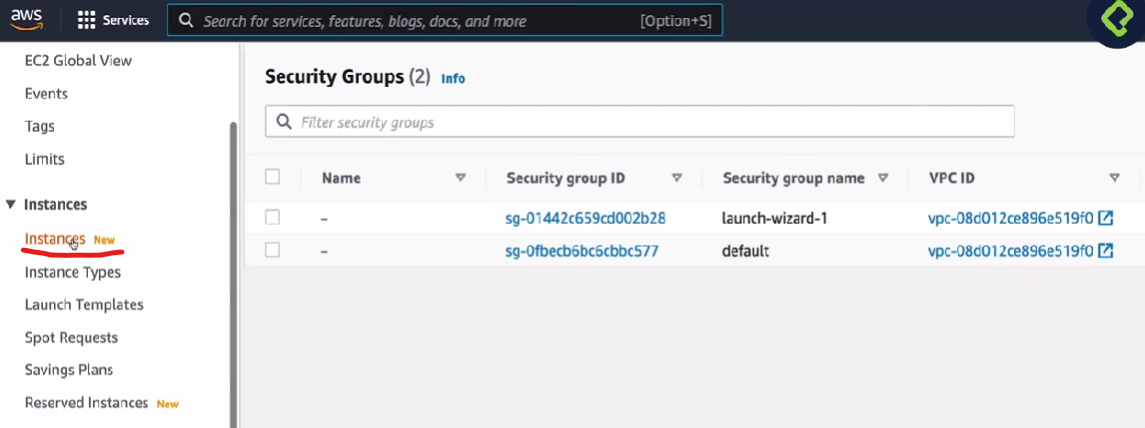 aws Services Search for services, features, blogs, docs, and more [Option+S]
EC2 Global View
Events
Tags
Limits
Instances
Instances New
Instance Types
Launch Templates
Spot Requests
Savings Plans
Reserved Instances New
Security Groups (2) Info
Filter security groups
Name Security group ID Security group name VPC ID
– sg-01442c659cd002b28 launch-wizard-1 vpc-08d012ce896e519f0
– sg-0fbecb6bc6cbbc577 default vpc-08d012ce896e519f0